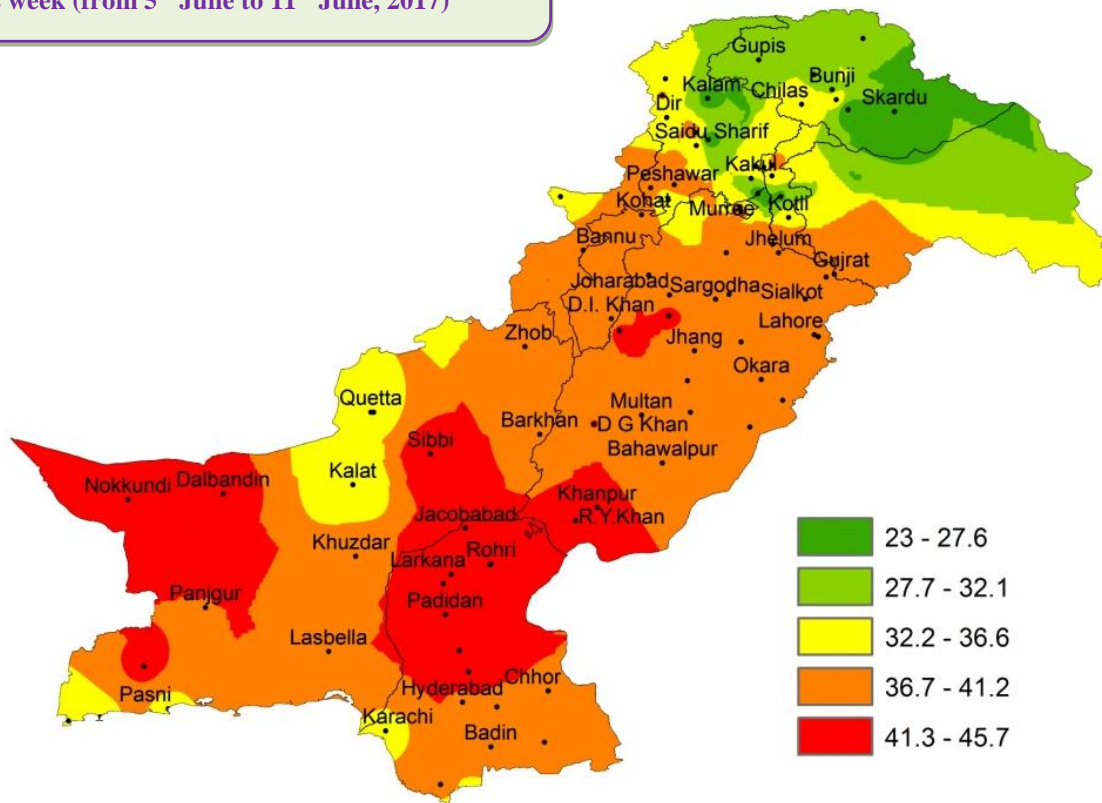 week (from 5 June to 11 June, 2017)
Gupis
Bunji
Kalam
Chilas
Skardu
Dir
Saidu Sharif
Kakul
Peshawar
Kohat
Murree
Kotli
Bannu
Jhelum
Gujrat
Joharabad
Sargodha
Sialkot
D.I. Khan
Lahore
Zhob
Jhang
Okara
Quetta
Multan
Barkhan
D G Khan
Sibbi
Bahawalpur
Kalat
Nokkundi
Dalbandin
Khanpur
Jacobabad
R.Y.Khan
Khuzdar
Rohri
Larkana
Panjgur
Padidan
Lasbella
Pasni
Hyderabad
Chhor
Karachi
Badin
23 - 27.6
27.7 - 32.1
32.2 - 36.6
36.7 - 41.2
41.3 - 45.7